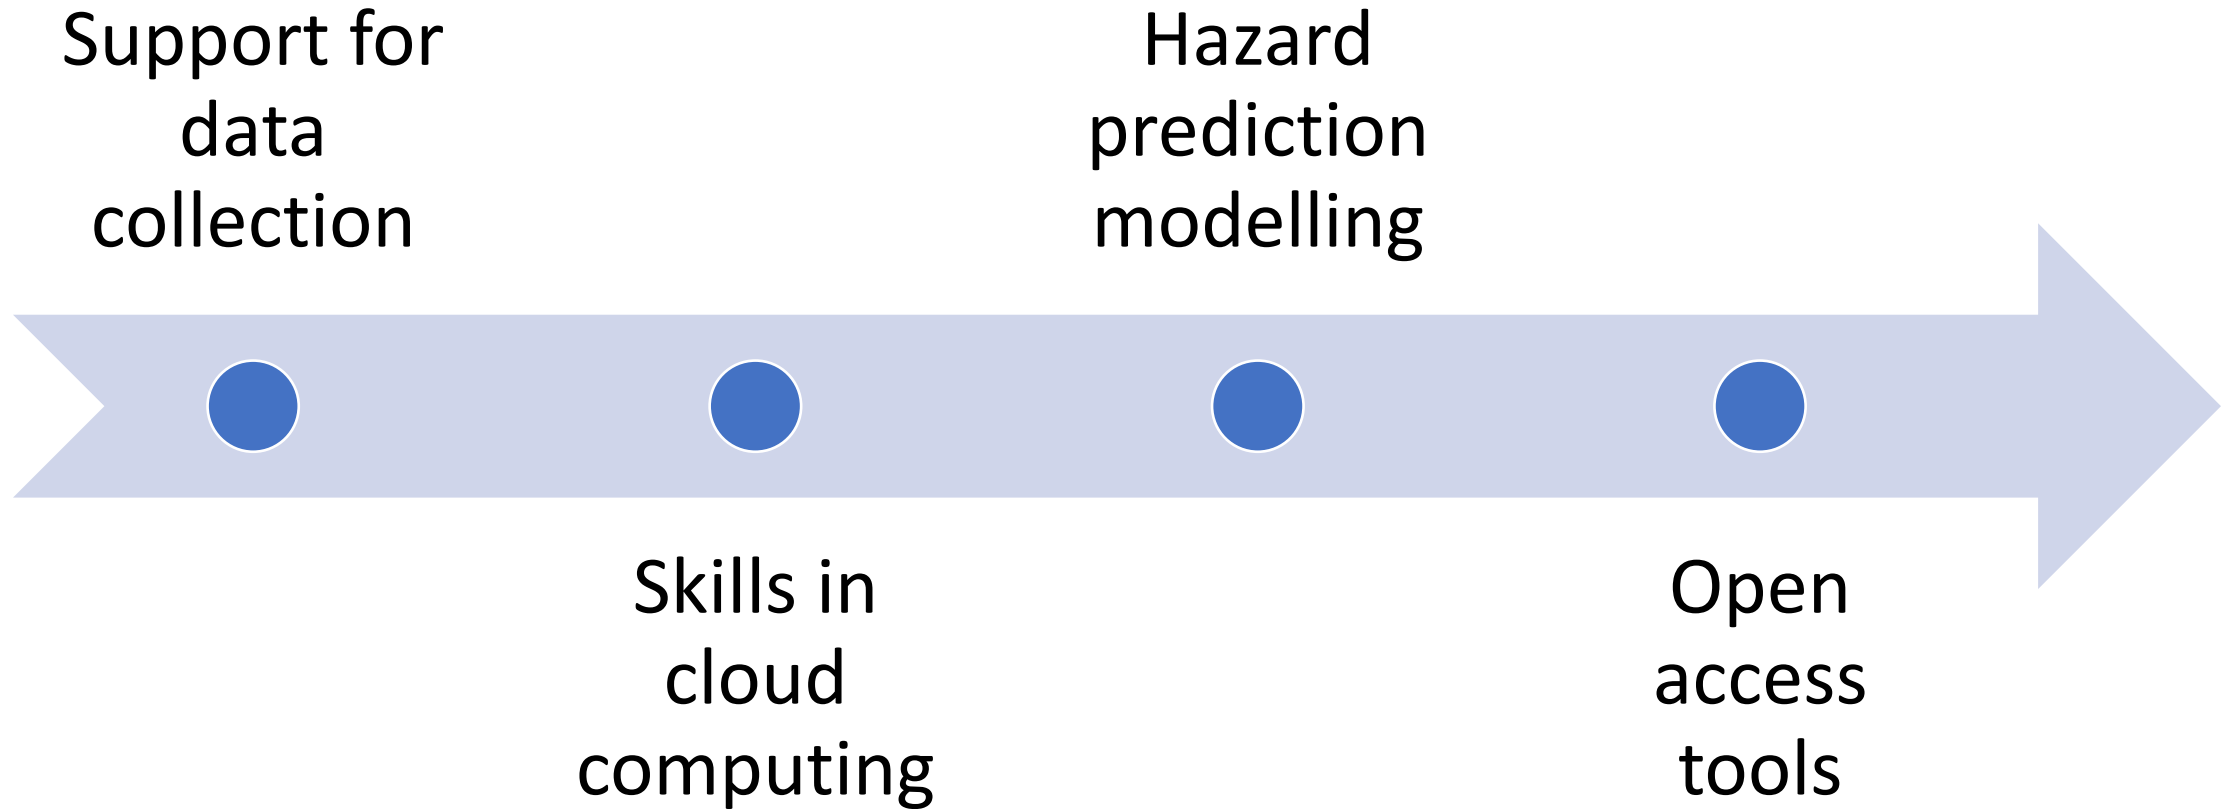 Support for
data
collection
Skills in
cloud
computing
Hazard
prediction
modelling
Open
access
tools